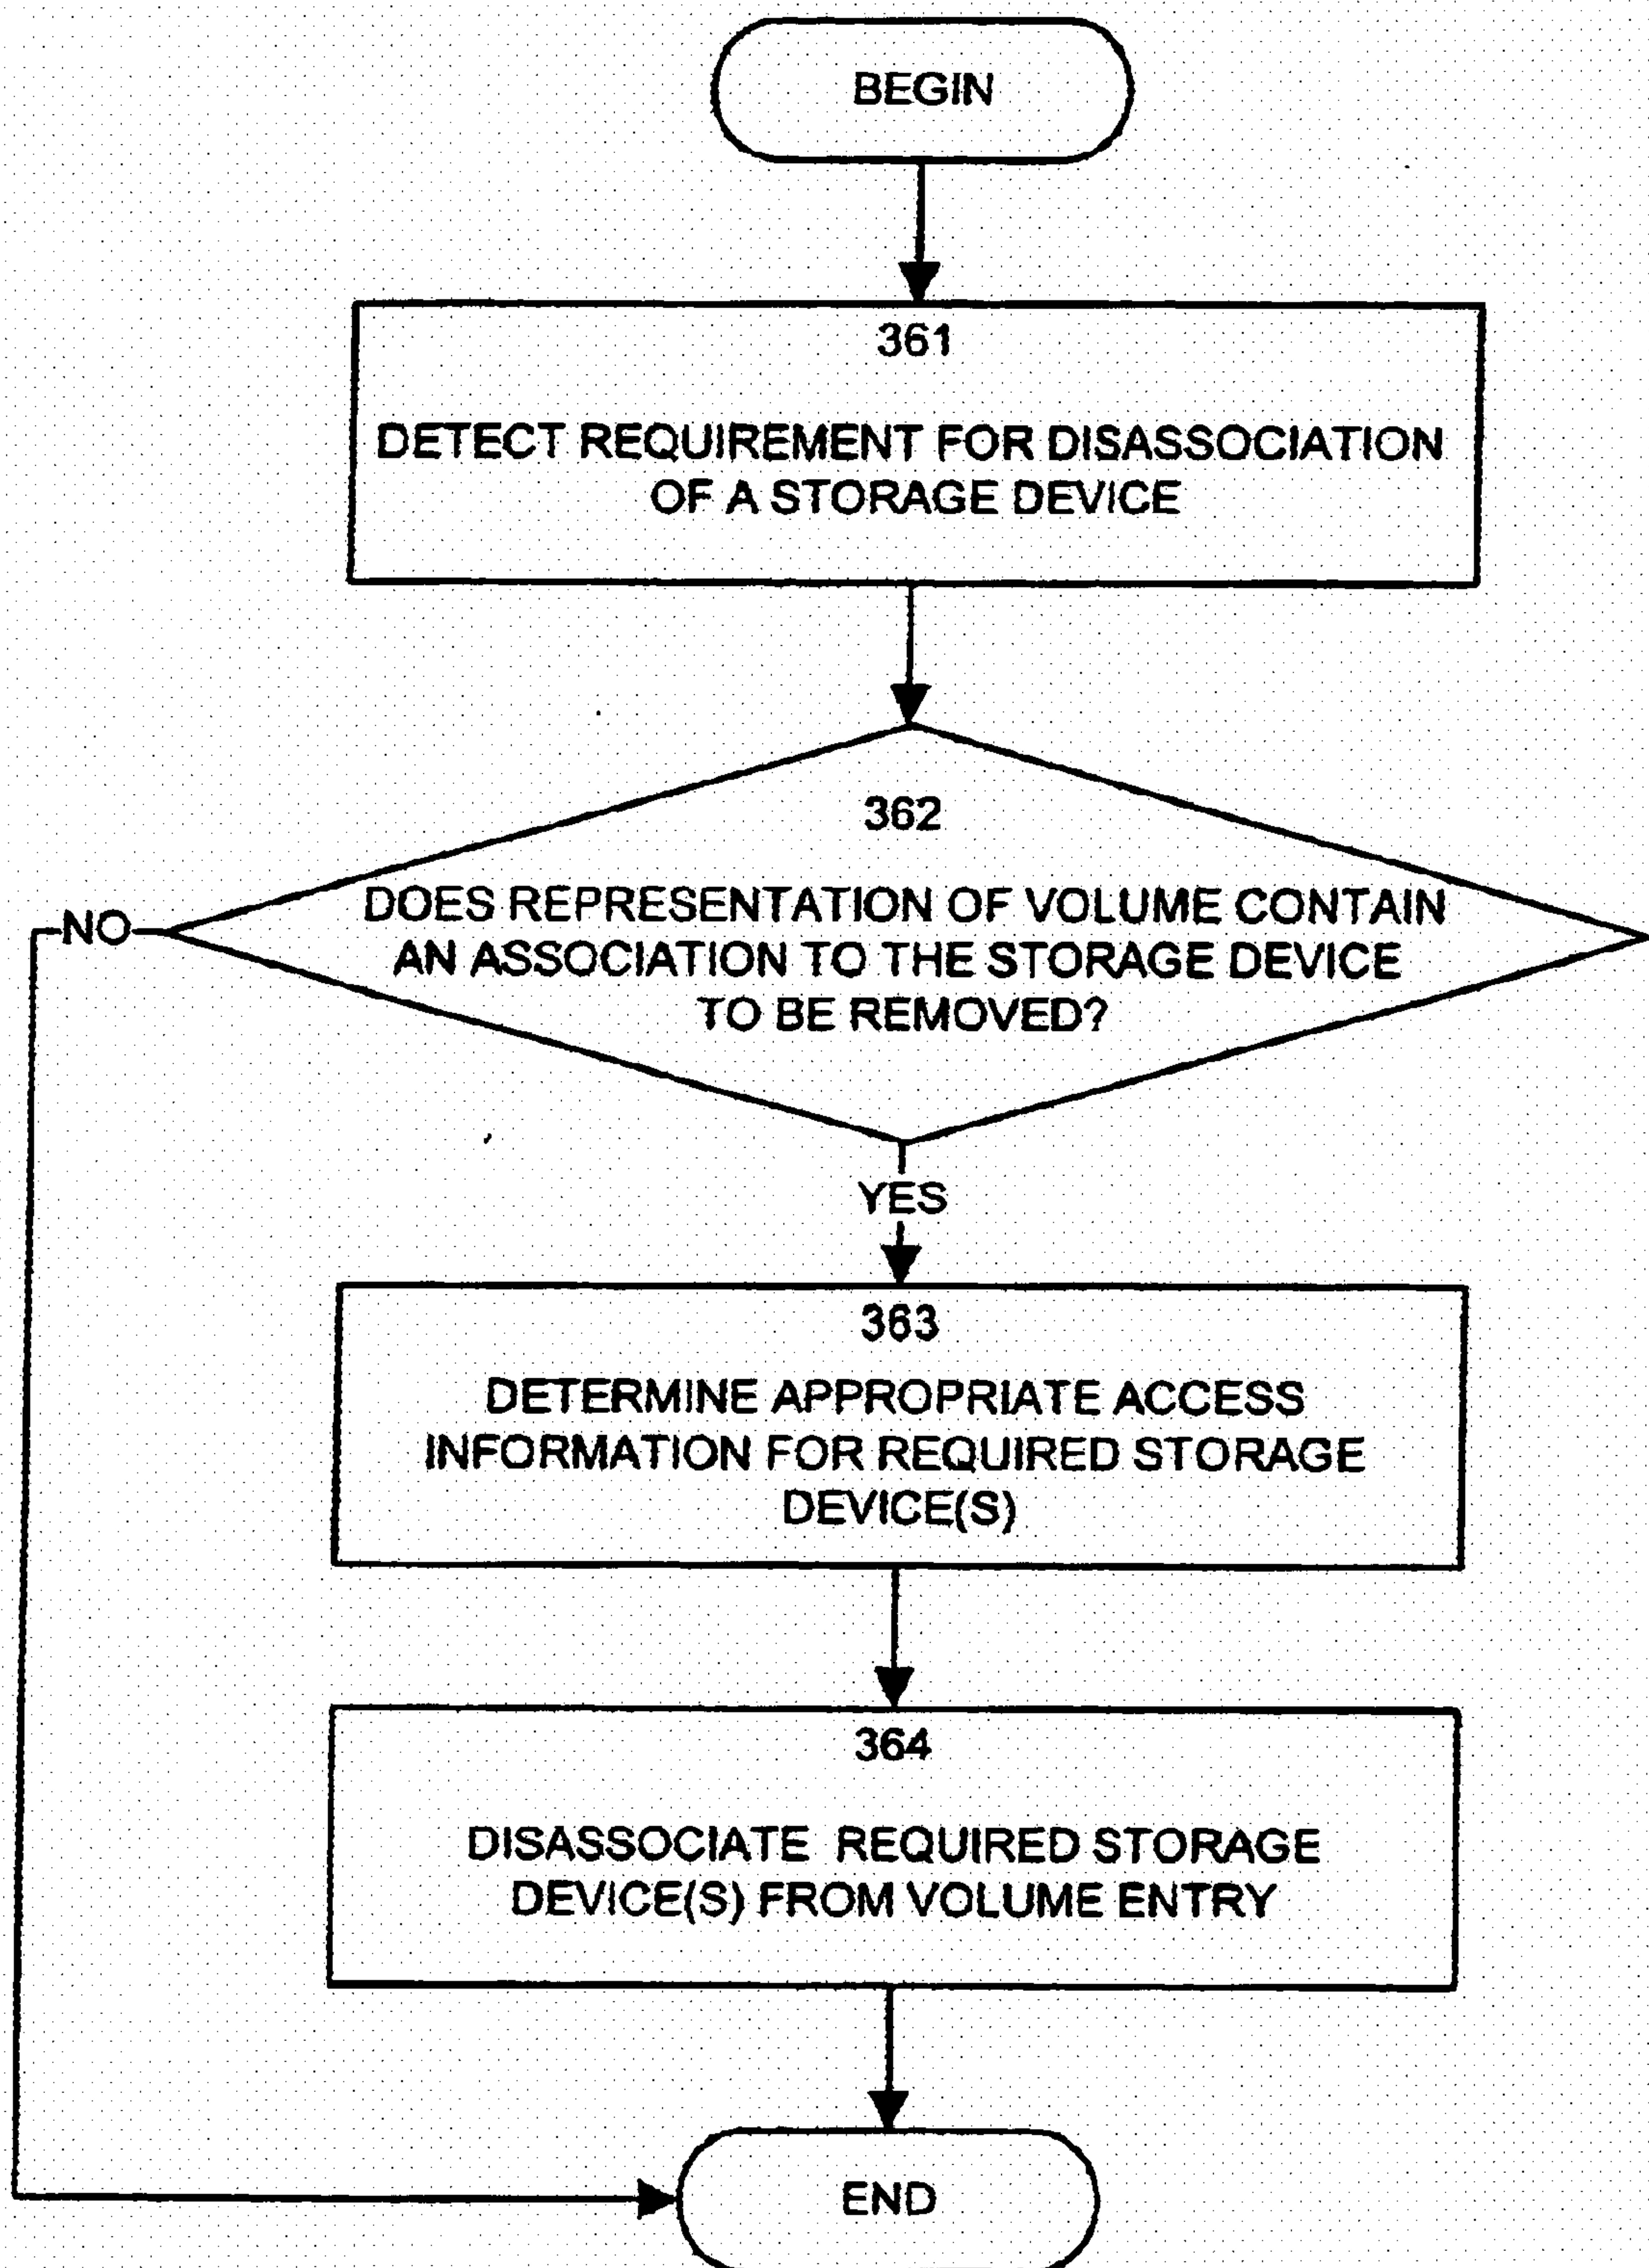 BEGIN
361
DETECT REQUIREMENT FOR DISASSOCIATION
OF A STORAGE DEVICE
362
DOES REPRESENTATION OF VOLUME CONTAIN
AN ASSOCIATION TO THE STORAGE DEVICE
TO BE REMOVED?
NO
YES
363
DETERMINE APPROPRIATE ACCESS
INFORMATION FOR REQUIRED STORAGE
DEVICE(S)
364
DISASSOCIATE REQUIRED STORAGE
DEVICE(S) FROM VOLUME ENTRY
END